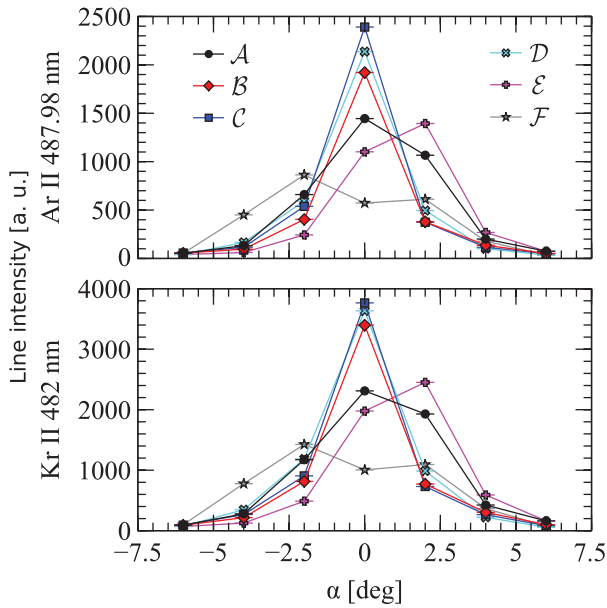 2500
2000
1500
1000
500
0
Ar II 487.98 nm
𝒜
ℬ
𝒞
𝒟
ℰ
ℱ
Line intensity [a. u.]
4000
3000
2000
1000
0
Kr II 482 nm
−7.5 −5 −2.5 0 2.5 5 7.5
α [deg]